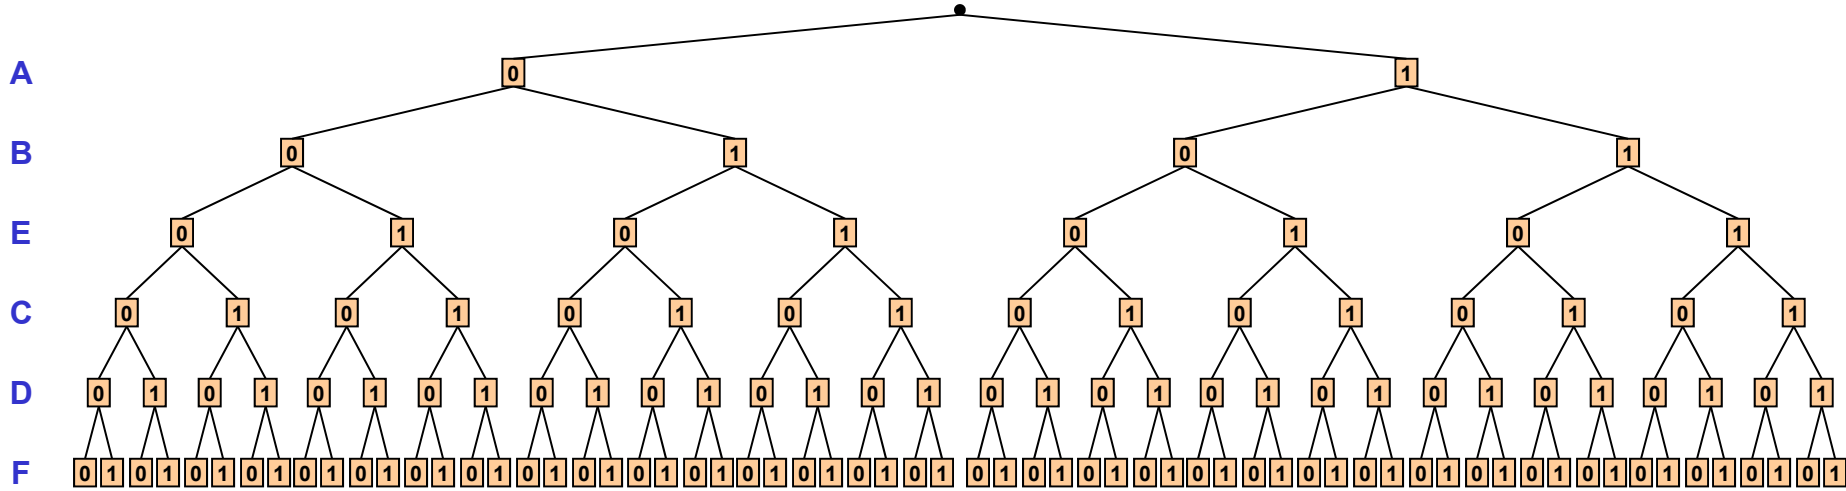 A 0 1
B 0 1 0 1
E 0 1 0 1 0 1 0 1
C 0 1 0 1 0 1 0 1 0 1 0 1 0 1 0 1
D 0 1 0 1 0 1 0 1 0 1 0 1 0 1 0 1 0 1 0 1 0 1 0 1 0 1 0 1 0 1 0 1
F 0 1 0 1 0 1 0 1 0 1 0 1 0 1 0 1 0 1 0 1 0 1 0 1 0 1 0 1 0 1 0 1 0 1 0 1 0 1 0 1 0 1 0 1 0 1 0 1 0 1 0 1 0 1 0 1 0 1 0 1 0 1 0 1